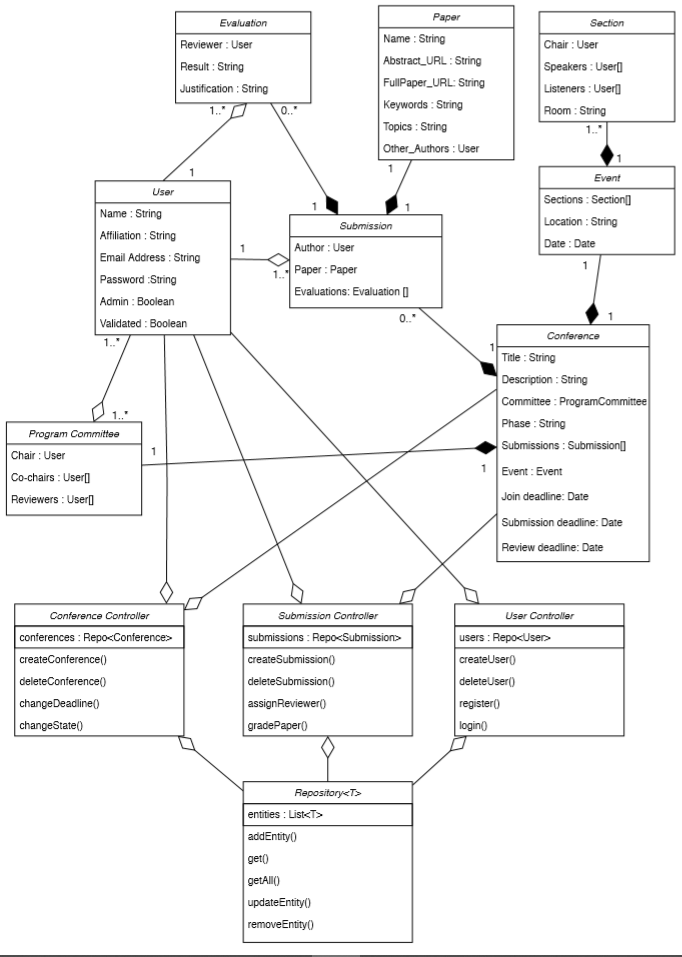 Evaluation
Reviewer : User
Result : String
Justification : String
Paper
Name : String
Abstract_URL : String
FullPaper_URL: String
Keywords : String
Topics : String
Other_Authors : User
Section
Chair : User
Speakers : User[]
Listeners : User[]
Room : String
1..*
0..*
1..*
1
1
1
Event
Sections : Section[]
Location : String
Date : Date
User
Name : String
Affiliation : String
Email Address : String
Password :String
Admin : Boolean
Validated : Boolean
1
1
Submission
Author : User
Paper : Paper
Evaluations: Evaluation []
1
1..*
1
1
0..*
1
1..*
Conference
Title : String
Description : String
Committee : ProgramCommittee
Phase : String
Submissions : Submission[]
Event : Event
Join deadline: Date
Submission deadline: Date
Review deadline: Date
1..*
Program Committee
Chair : User
Co-chairs : User[]
Reviewers : User[]
1
1
Conference Controller
conferences : Repo<Conference>
createConference()
deleteConference()
changeDeadline()
changeState()
Submission Controller
submissions : Repo<Submission>
createSubmission()
deleteSubmission()
assignReviewer()
gradePaper()
User Controller
users : Repo<User>
createUser()
deleteUser()
register()
login()
Repository<T>
entities : List<T>
addEntity()
get()
getAll()
updateEntity()
removeEntity()